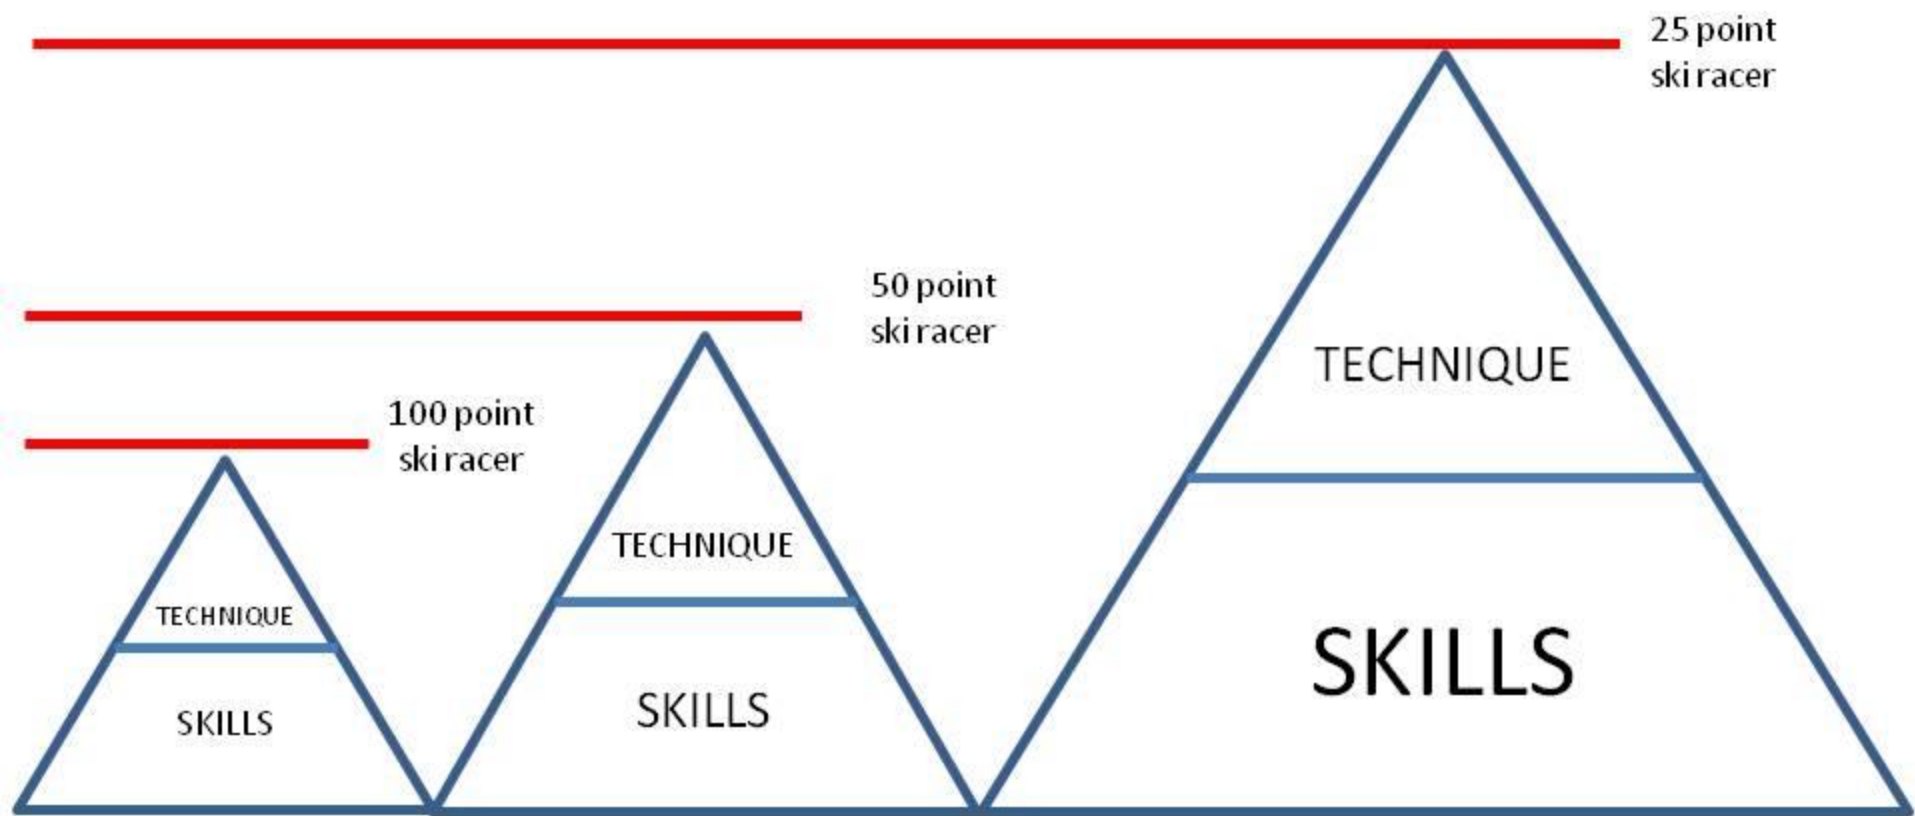 25 point
ski racer
50 point
ski racer
100 point
ski racer
TECHNIQUE
SKILLS
TECHNIQUE
SKILLS
TECHNIQUE
SKILLS